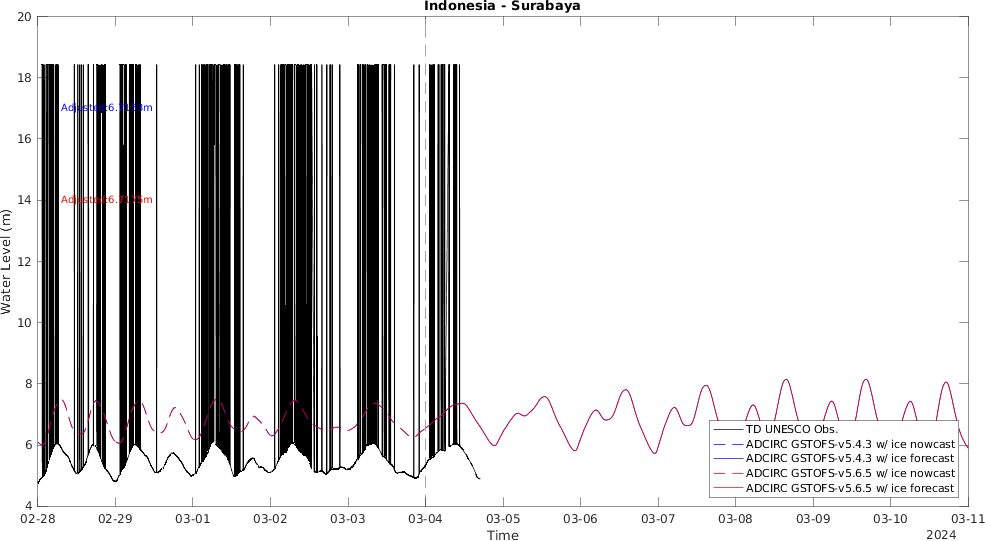 Indonesia - Surabaya
20
18
16
14
12
10
8
6
4
Water Level (m)
02-28
02-29
03-01
03-02
03-03
03-04
03-05
03-06
03-07
03-08
03-09
03-10
03-11
Time
2024
TD UNESCO Obs.
ADCIRC GSTOFS-v5.4.3 w/ ice nowcast
ADCIRC GSTOFS-v5.4.3 w/ ice forecast
ADCIRC GSTOFS-v5.6.5 w/ ice nowcast
ADCIRC GSTOFS-v5.6.5 w/ ice forecast